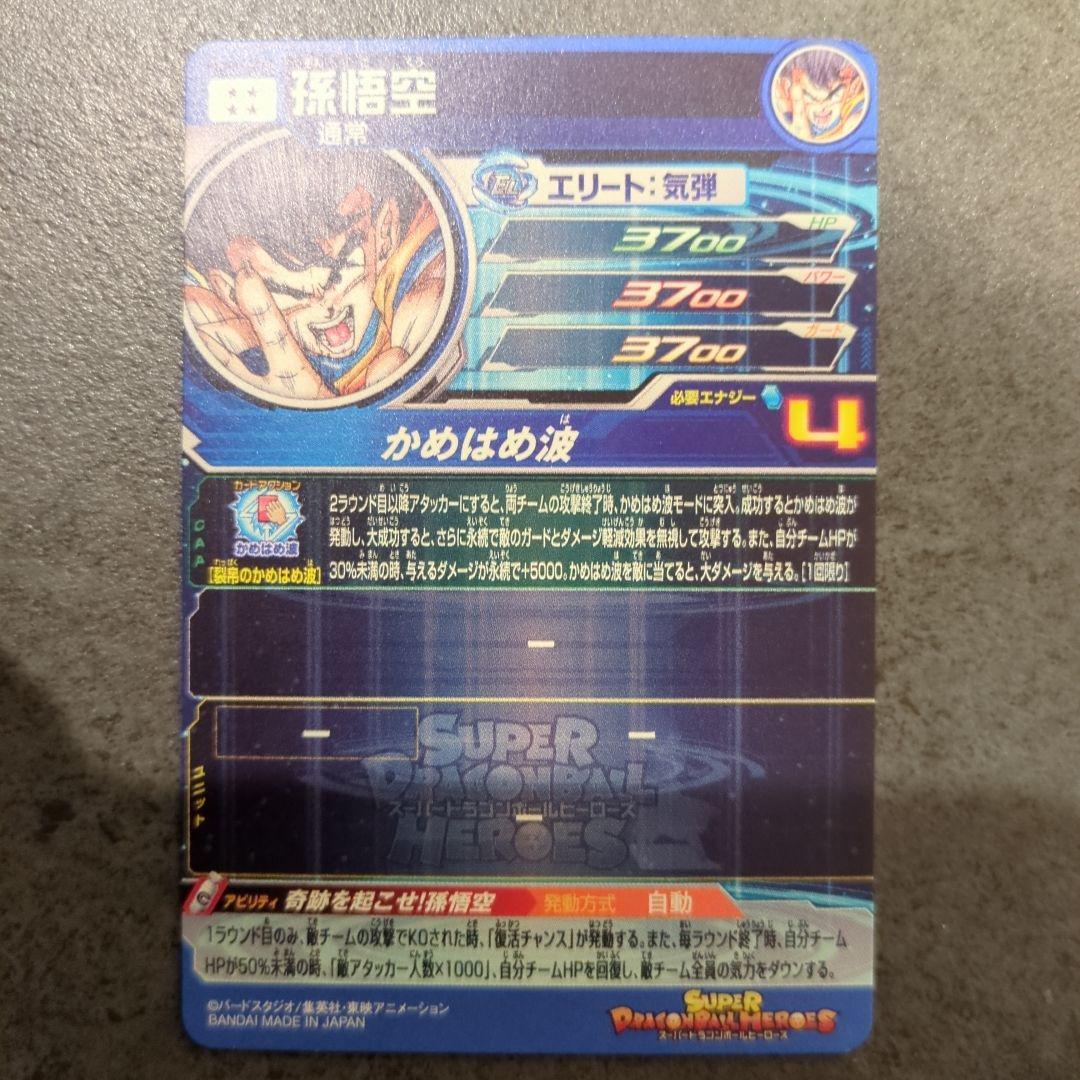 孫悟空
通常
エリート:気弾
HP
3700
パワー
3700
ガード
3700
必要エナジー 4
かめはめ波
CAA
カードアクション
かめはめ波
[裂帛のかめはめ波]
2ラウンド目以降アタッカーにすると、両チームの攻撃終了時、かめはめ波モードに突入。成功するとかめはめ波が
発動し、大成功すると、さらに永続で敵のガードとダメージ軽減効果を無視して攻撃する。また、自分チームHPが
30%未満の時、与えるダメージが永続で+5000。かめはめ波を敵に当てると、大ダメージを与える。[1回限り]
ー
ユニット
ー
ー
ー
SUPER
DRAGONBALL
スーパードラゴンボールヒーローズ
HEROES
アビリティ 奇跡を起こせ!孫悟空 発動方式 自動
1ラウンド目のみ、敵チームの攻撃でKOされた時、「復活チャンス」が発動する。また、毎ラウンド終了時、自分チーム
HPが50%未満の時、「敵アタッカー人数×1000」、自分チームHPを回復し、敵チーム全員の気力をダウンする。
©バードスタジオ/集英社・東映アニメーション
BANDAI MADE IN JAPAN
SUPER
DRAGONBALL HEROES
スーパードラゴンボールヒーローズ